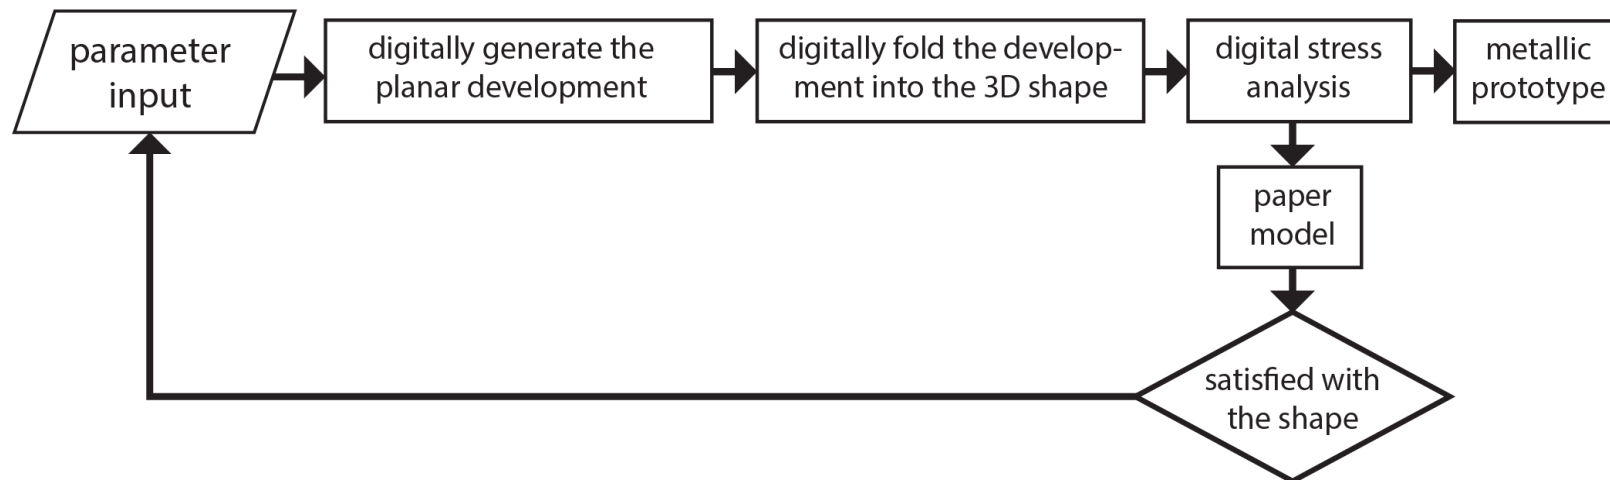 parameter
input
digitally generate the
planar development
digitally fold the develop-
ment into the 3D shape
digital stress
analysis
metallic
prototype
paper
model
satisfied with
the shape